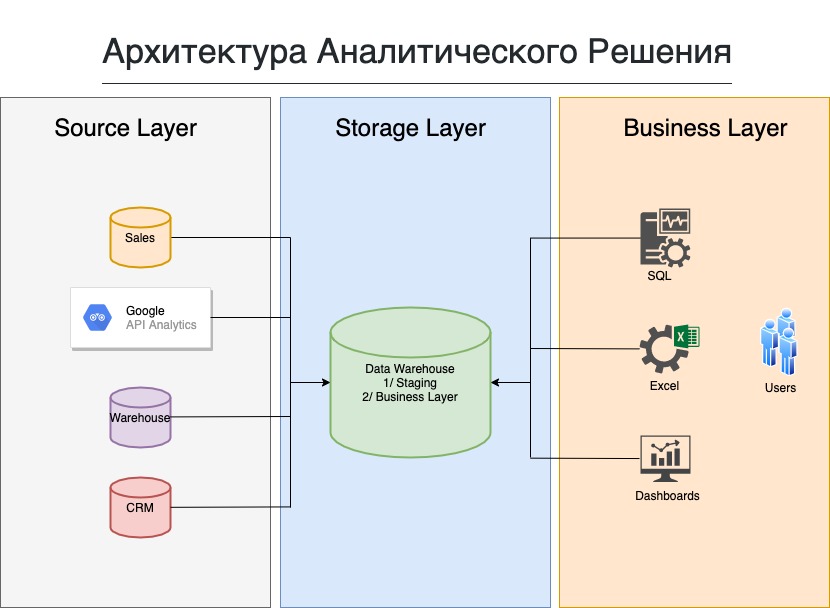 Архитектура Аналитического Решения
Source Layer
Storage Layer
Business Layer
Sales
Google
API Analytics
Warehouse
CRM
Data Warehouse
1/ Staging
2/ Business Layer
SQL
Excel
Dashboards
Users